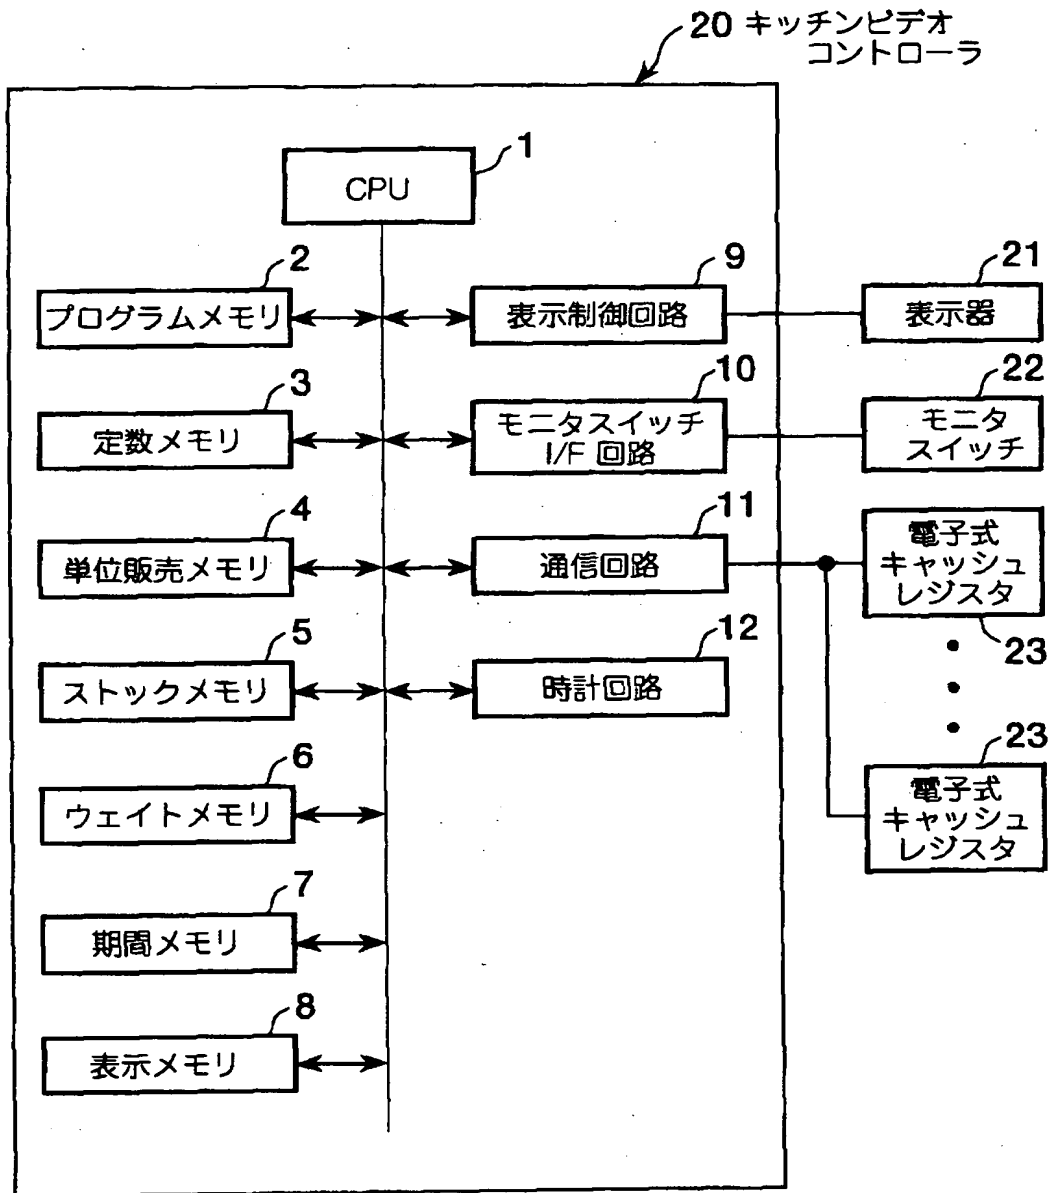 20 キッチンビデオ
コントローラ
1
CPU
2
プログラムメモリ
9
表示制御回路
21
表示器
3
定数メモリ
10
モニタスイッチ
I/F 回路
22
モニタ
スイッチ
4
単位販売メモリ
11
通信回路
電子式
キャッシュ
レジスタ
23
5
ストックメモリ
12
時計回路
6
ウェイトメモリ
23
電子式
キャッシュ
レジスタ
7
期間メモリ
8
表示メモリ